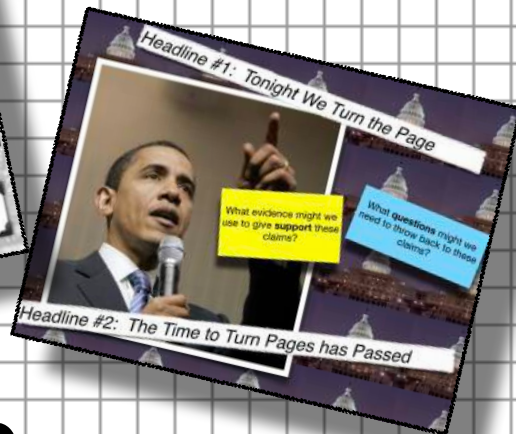 Headline #1: Tonight We Turn the Page
What evidence might we
use to give support these
claims?
What questions might we
need to throw back to these
claims?
Headline #2: The Time to Turn Pages has Passed